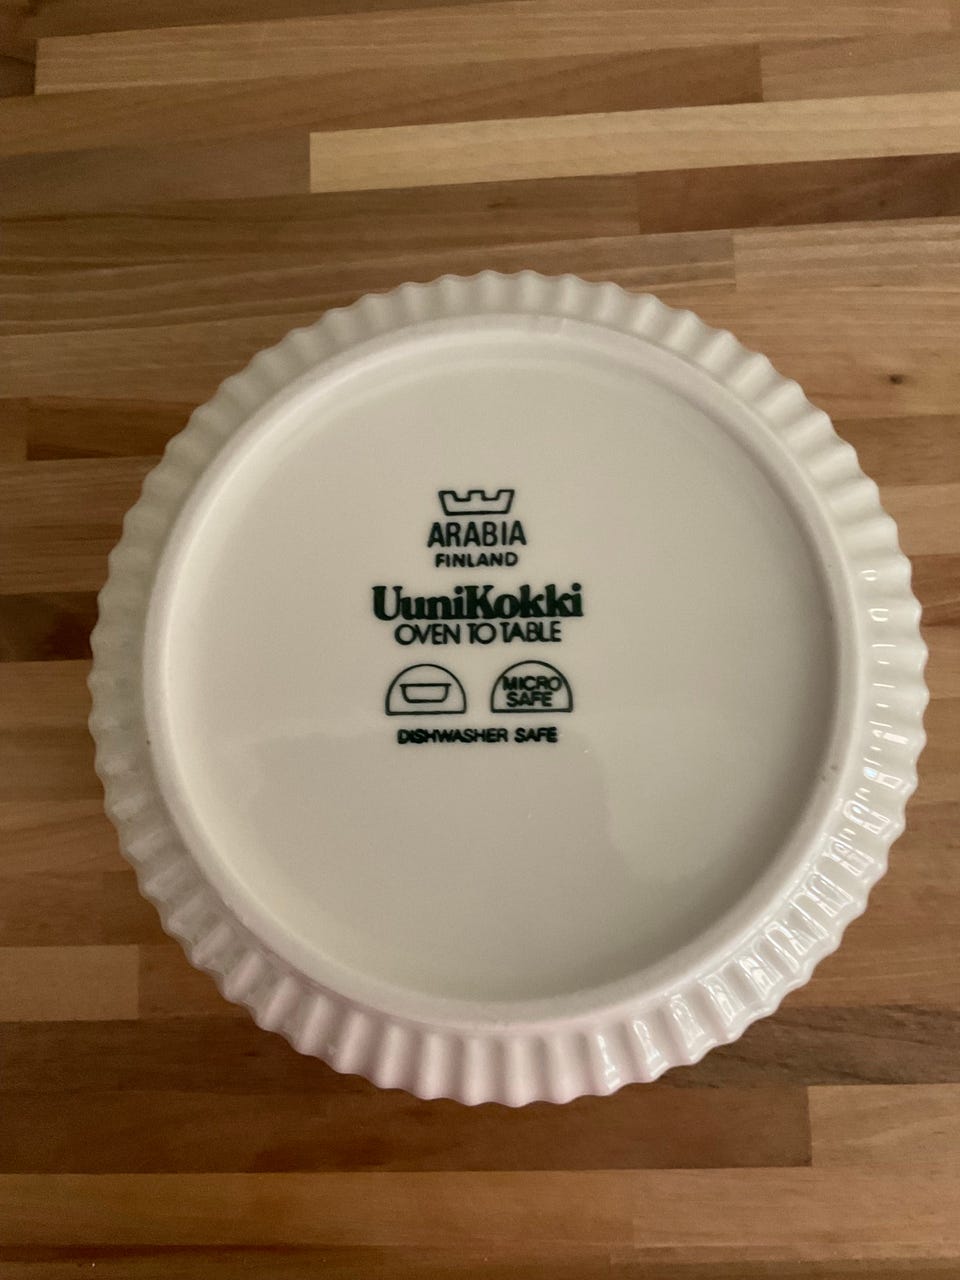 ARABIA
FINLAND
UuniKokki
OVEN TO TABLE
MICRO
SAFE
DISHWASHER SAFE